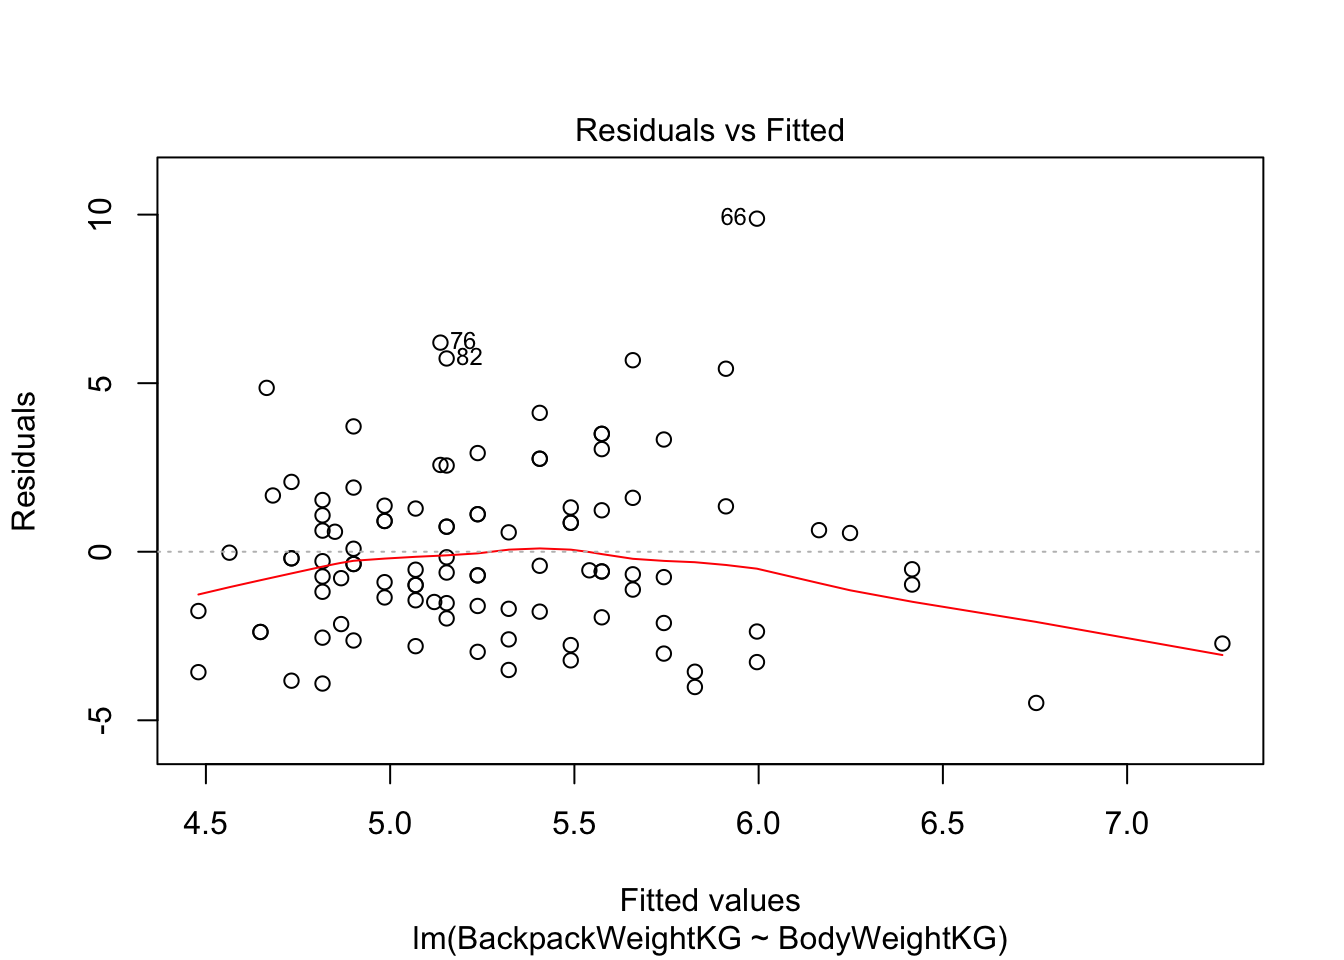 Residuals vs Fitted
Residuals
10
5
0
-5
66
76
82
4.5 5.0 5.5 6.0 6.5 7.0
Fitted values
lm(BackpackWeightKG ~ BodyWeightKG)